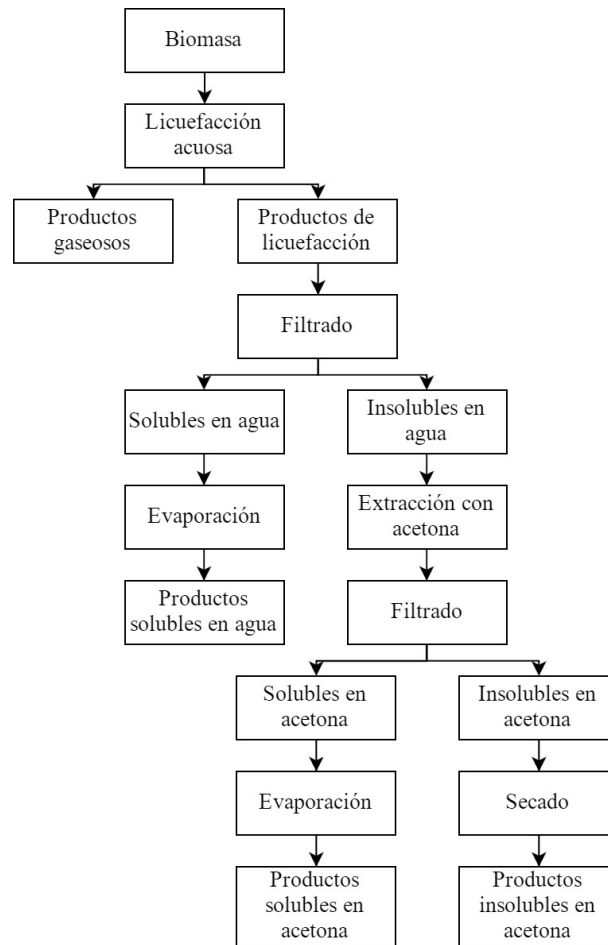 Biomasa
Licuefacción
acuosa
Productos
gaseosos
Productos de
licuefacción
Filtrado
Solubles en agua
Insolubles en
agua
Evaporación
Extracción con
acetona
Productos
solubles en agua
Filtrado
Solubles en
acetona
Insolubles en
acetona
Evaporación
Secado
Productos
solubles en
acetona
Productos
insolubles en
acetona